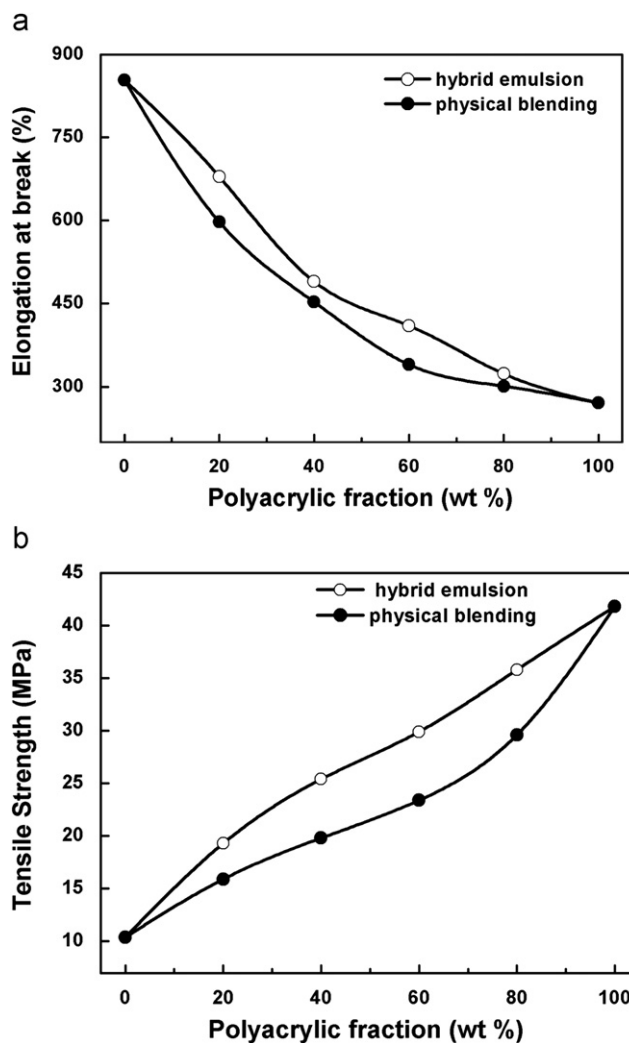 a
900
750
600
450
300
Elongation at break (%)
hybrid emulsion
physical blending
0 20 40 60 80 100
Polyacrylic fraction (wt %)
b
45
40
35
30
25
20
15
10
Tensile Strength (MPa)
hybrid emulsion
physical blending
0 20 40 60 80 100
Polyacrylic fraction (wt %)